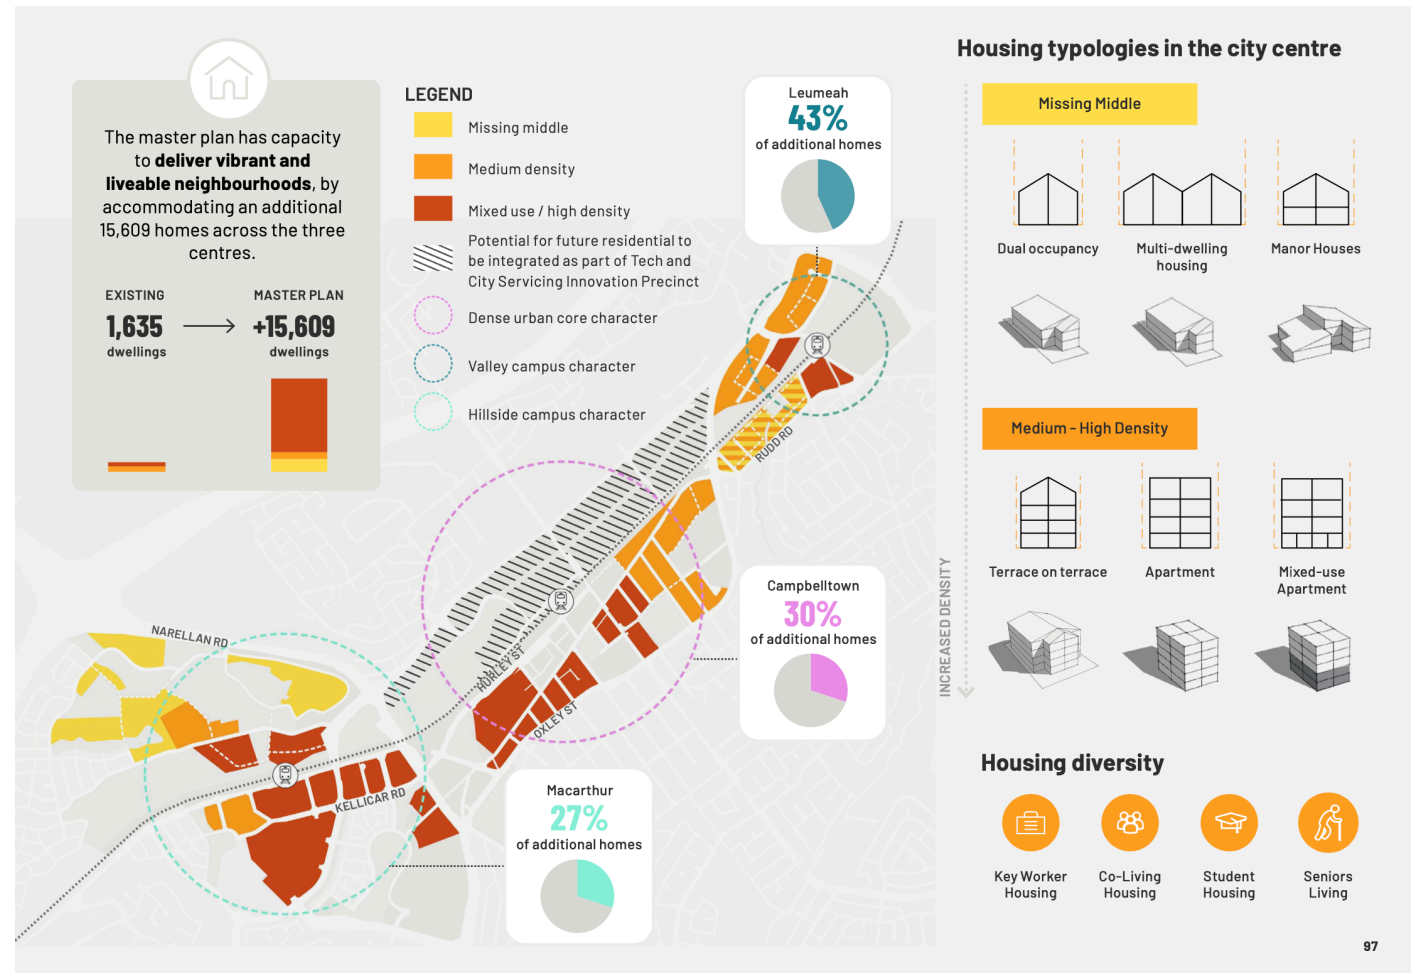 The master plan has capacity
to deliver vibrant and
liveable neighbourhoods, by
accommodating an additional
15,609 homes across the three
centres.
EXISTING
1,635
dwellings
MASTER PLAN
+15,609
dwellings
LEGEND
Missing middle
Medium density
Mixed use / high density
Potential for future residential to
be integrated as part of Tech and
City Servicing Innovation Precinct
Dense urban core character
Valley campus character
Hillside campus character
Leumeah
43%
of additional homes
RUDD RD
Campbelltown
30%
of additional homes
NARELLAN RD
HURLEY ST
OXLEY ST
KELLICAR RD
Macarthur
27%
of additional homes
Housing typologies in the city centre
Missing Middle
Dual occupancy
Multi-dwelling
housing
Manor Houses
Medium - High Density
Terrace on terrace
Apartment
Mixed-use
Apartment
INCREASED DENSITY
Housing diversity
Key Worker
Housing
Co-Living
Housing
Student
Housing
Seniors
Living
97